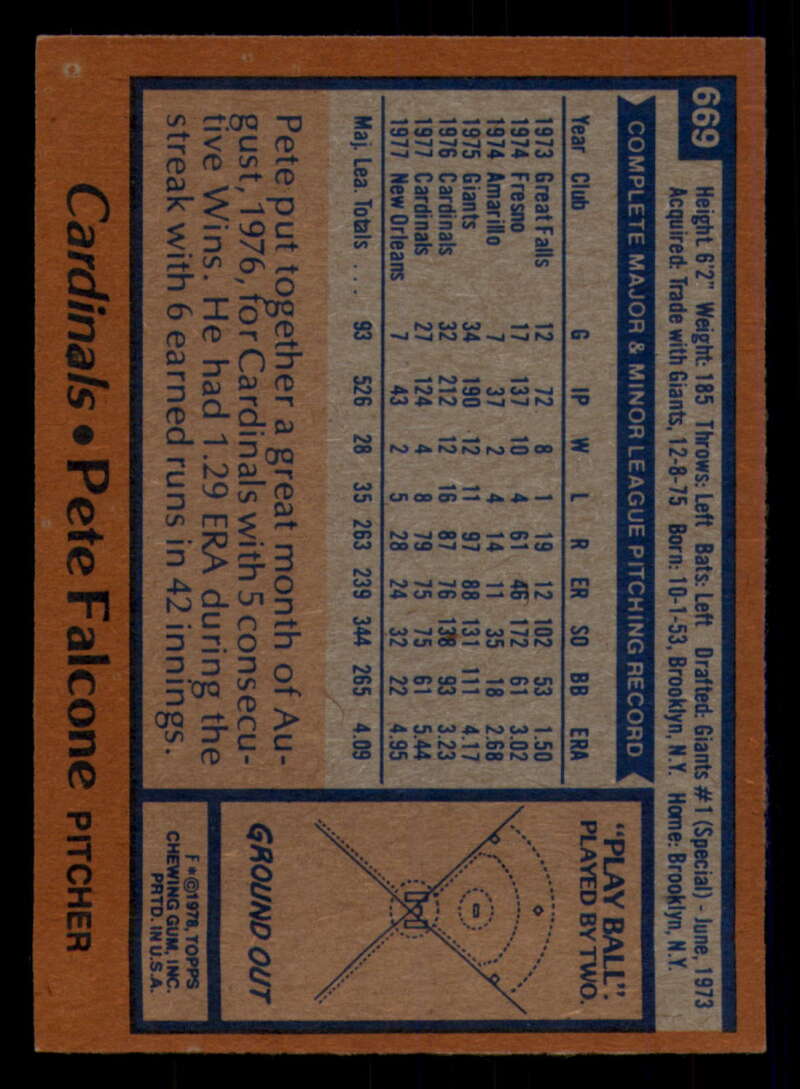 669
Height: 6'2" Weight: 185 Throws: Left Bats: Left Drafted: Giants #1 (Special) - June, 1973
Acquired: Trade with Giants, 12-8-75 Born: 10-1-53, Brooklyn, N.Y. Home: Brooklyn, N.Y.
COMPLETE MAJOR & MINOR LEAGUE PITCHING RECORD
Year Club G IP W L R ER SO BB ERA
1973 Great Falls 12 72 8 1 19 12 102 53 1.50
1974 Fresno 17 137 10 4 61 46 172 61 3.02
1974 Amarillo 7 37 2 4 14 11 35 18 2.68
1975 Giants 34 190 12 11 97 88 131 111 4.17
1976 Cardinals 32 212 12 16 87 76 138 93 3.23
1977 Cardinals 27 124 4 8 79 75 75 61 5.44
1977 New Orleans 7 43 2 5 28 24 32 22 4.95
Maj. Lea. Totals ... 93 526 28 35 263 239 344 265 4.09
Pete put together a great month of Au-
gust, 1976, for Cardinals with 5 consecu-
tive Wins. He had 1.29 ERA during the
streak with 6 earned runs in 42 innings.
"PLAY BALL":
PLAYED BY TWO.
GROUND OUT
F*©1978, TOPPS
CHEWING GUM, INC.
PRTD. IN U.S.A.
Cardinals • Pete Falcone PITCHER